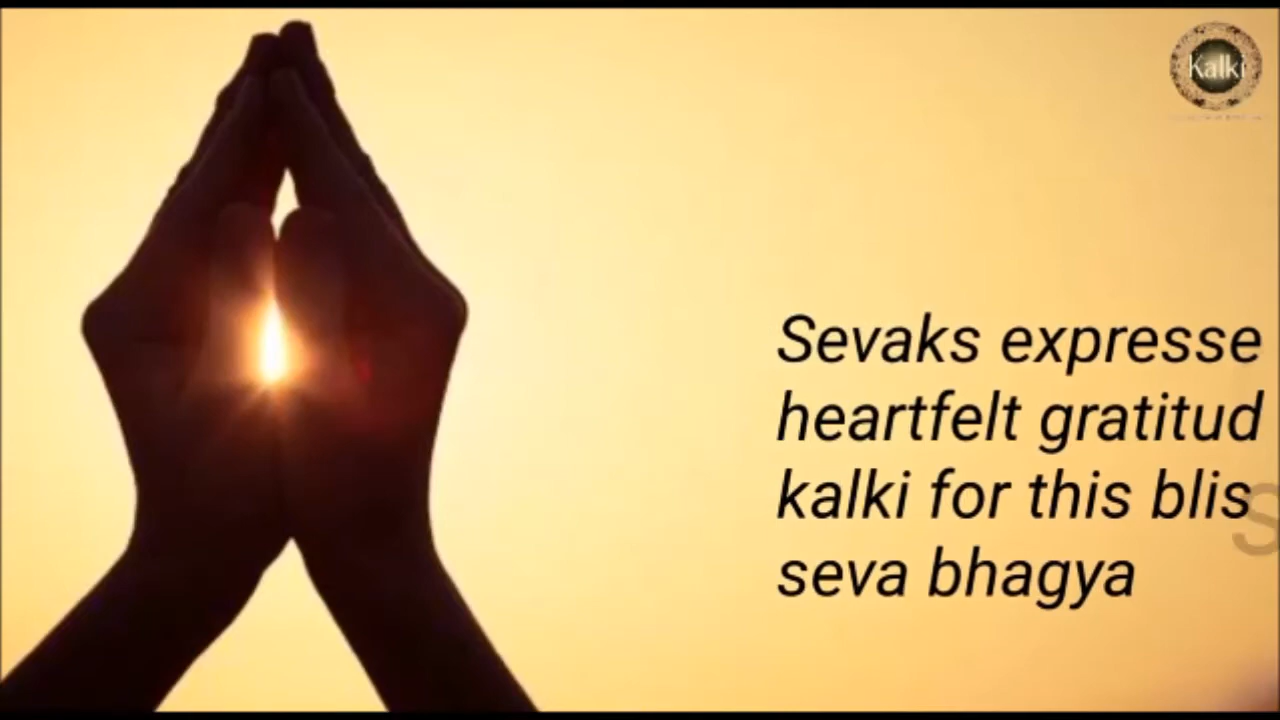 Kalki
Sevaks expresse
heartfelt gratitud
kalki for this blis
seva bhagya
S